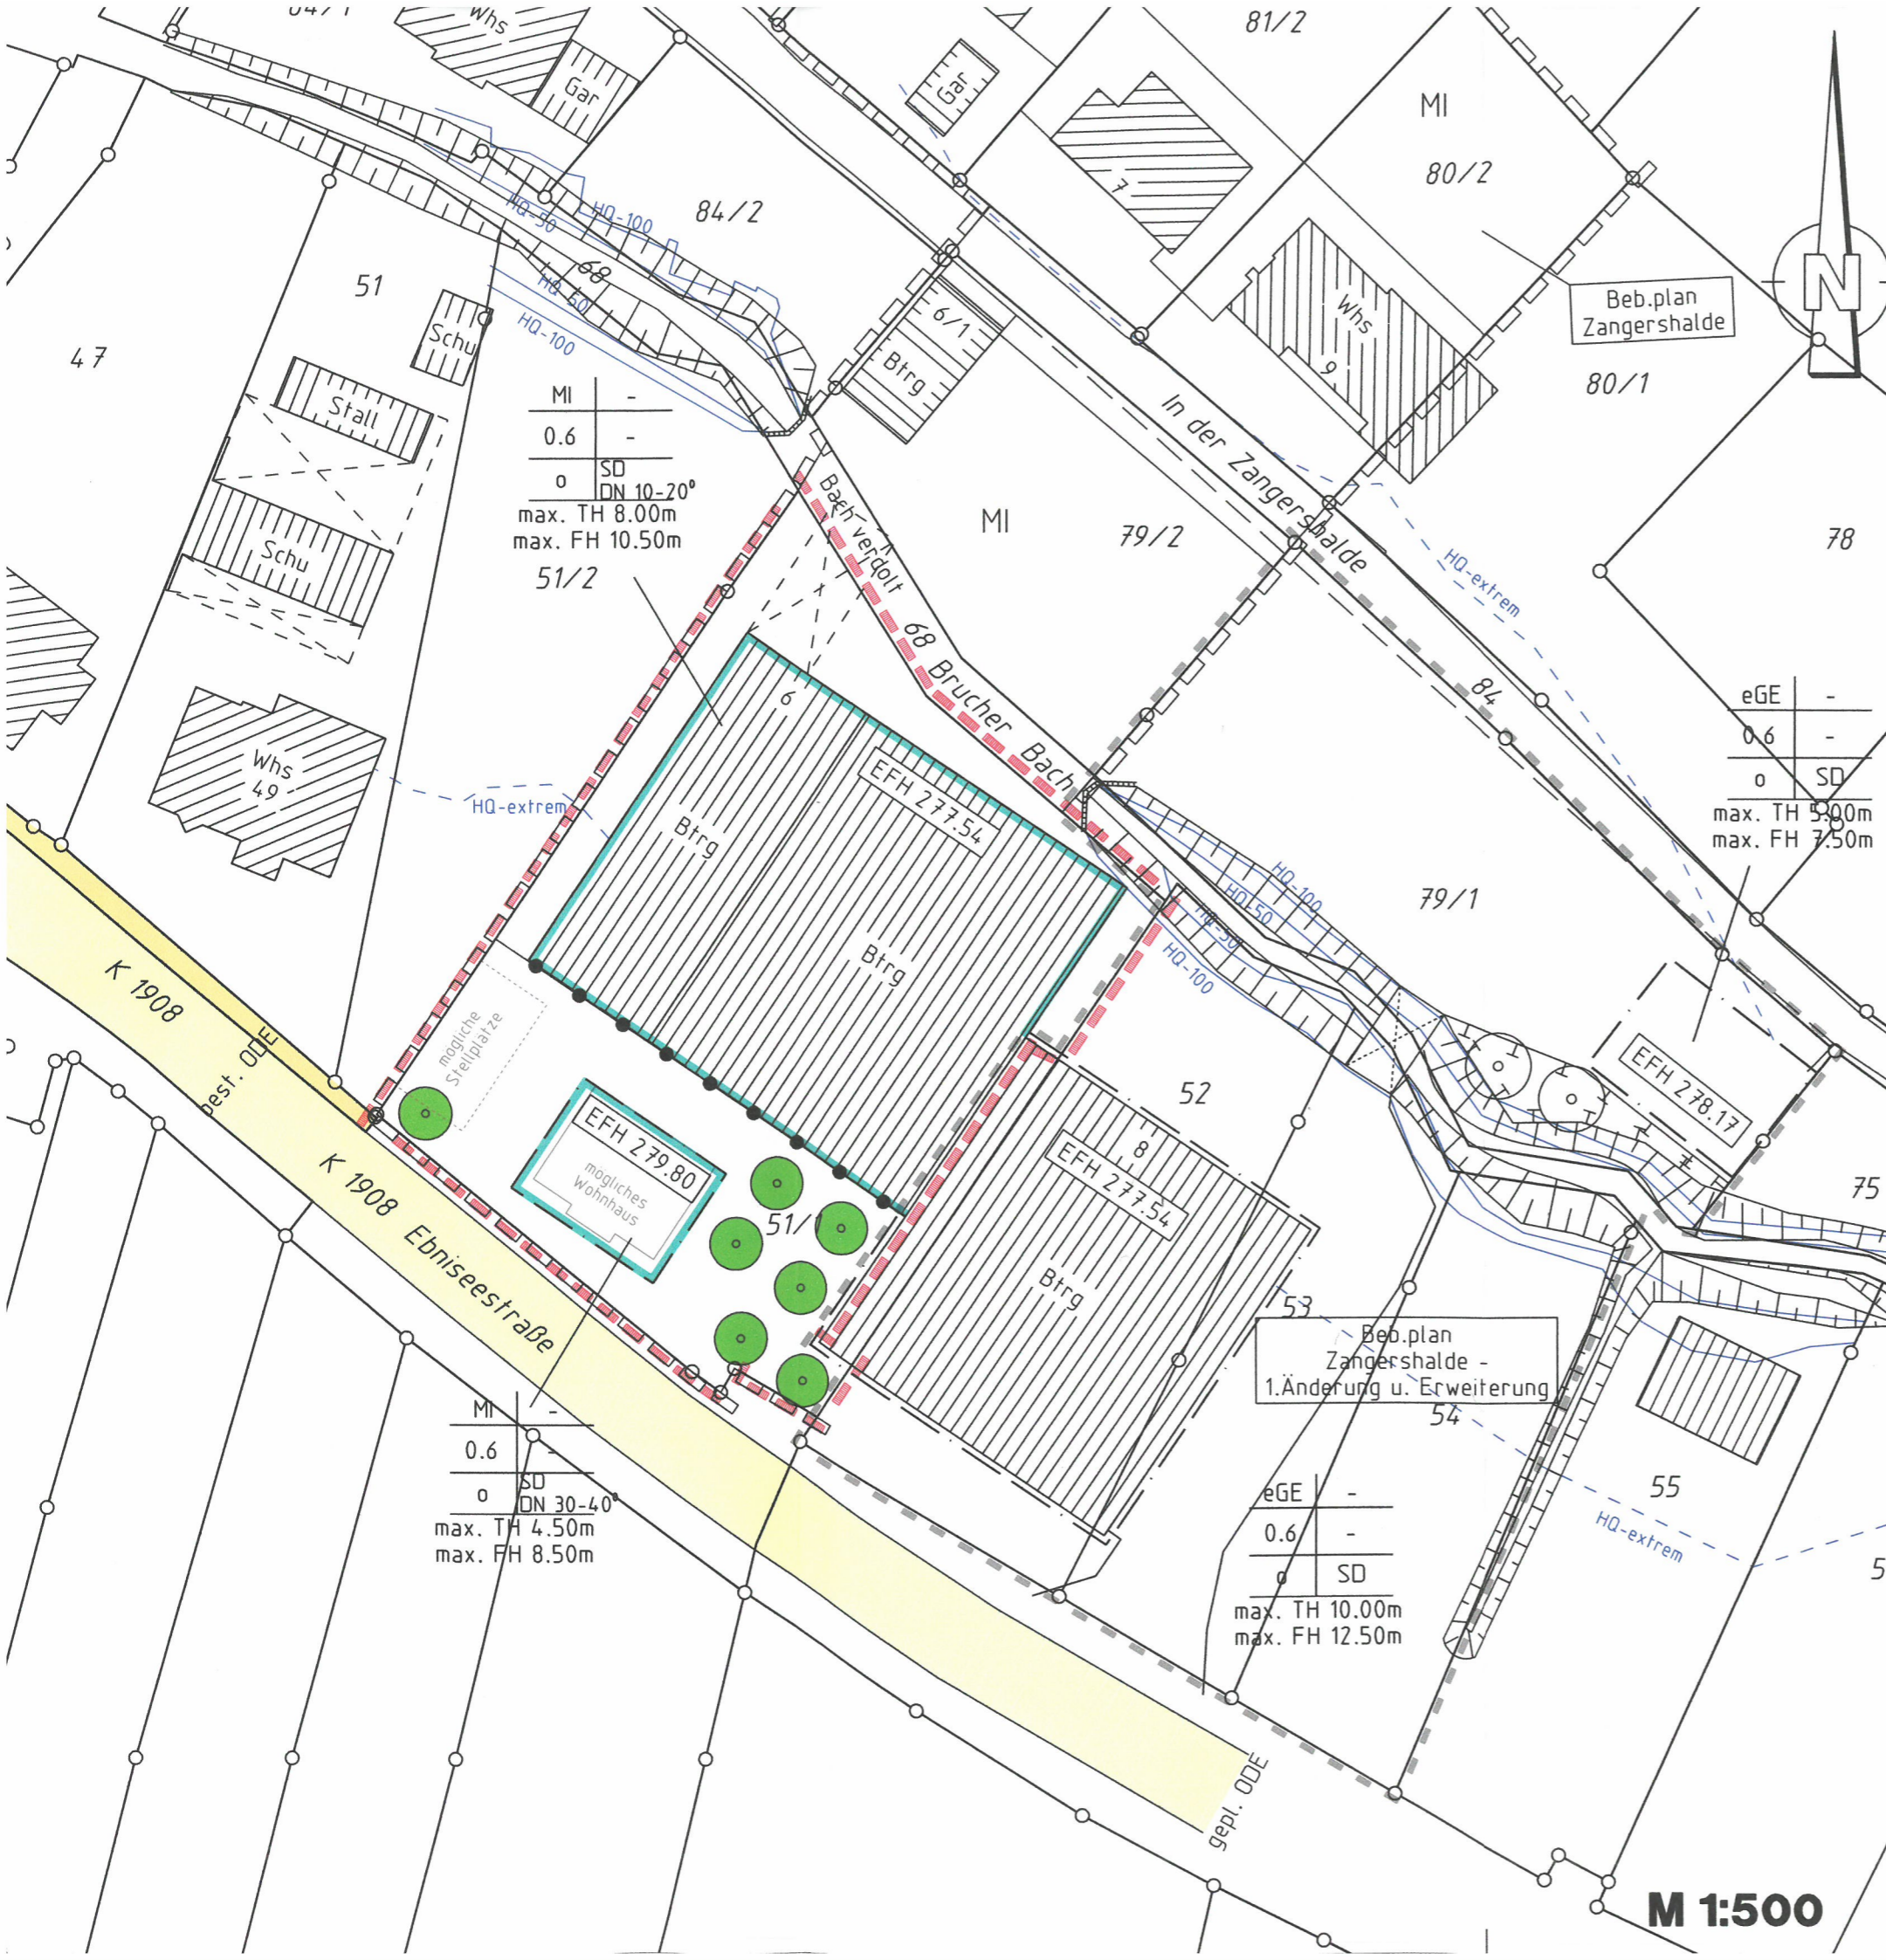 84/1
Whs
Gar
Gar
81/2
MI
80/2
7
84/2
HQ-50
HQ-100
68
HQ-50
HQ-100
51
47
Schu
Stall
Schu
6/1
Btrg
Whs
9
Beb.plan
Zangershalde
N
80/1
78
MI -
0.6 -
o SD
DN 10-20°
max. TH 8.00m
max. FH 10.50m
51/2
In der Zangershalde
MI
79/2
Bach verdolt
HQ-extrem
68 Brucher Bach
84
6
EFH 277.54
Btrg
Btrg
Whs
49
HQ-extrem
eGE -
0.6 -
o SD
max. TH 5.00m
max. FH 7.50m
79/1
HQ-100
HQ-50
HQ-50
HQ-100
K 1908
best. ODE
mögliche
Stellplätze
52
EFH 278.17
8
EFH 277.54
Btrg
75
EFH 279.80
mögliches
Wohnhaus
51/1
K 1908 Ebniseestraße
53
Beb.plan
Zangershalde -
1.Änderung u. Erweiterung
54
MI -
0.6 -
o SD
DN 30-40°
max. TH 4.50m
max. FH 8.50m
eGE -
0.6 -
o SD
max. TH 10.00m
max. FH 12.50m
55
HQ-extrem
5
gepl. ODE
M 1:500